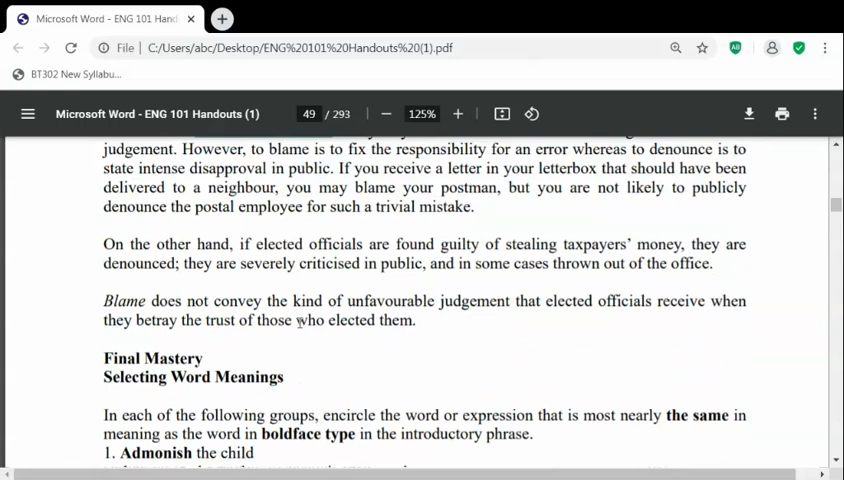 Microsoft Word - ENG 101 Hand
File
C:/Users/abc/Desktop/ENG%20101%20Handouts%20(1).pdf
BT302 New Syllabu...
Microsoft Word - ENG 101 Handouts (1)
49 / 293
125%
judgement. However, to blame is to fix the responsibility for an error whereas to denounce is to
state intense disapproval in public. If you receive a letter in your letterbox that should have been
delivered to a neighbour, you may blame your postman, but you are not likely to publicly
denounce the postal employee for such a trivial mistake.
On the other hand, if elected officials are found guilty of stealing taxpayers' money, they are
denounced; they are severely criticised in public, and in some cases thrown out of the office.
Blame does not convey the kind of unfavourable judgement that elected officials receive when
they betray the trust of those who elected them.
Final Mastery
Selecting Word Meanings
In each of the following groups, encircle the word or expression that is most nearly the same in
meaning as the word in boldface type in the introductory phrase.
1. Admonish the child